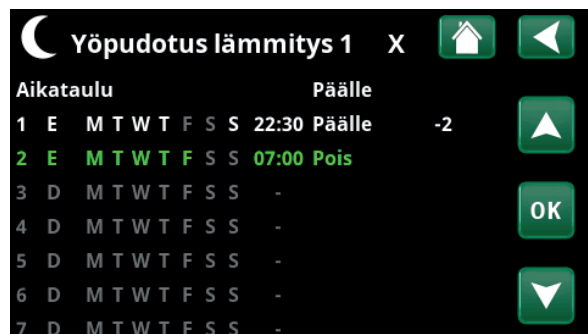 Yöpudotus lämmitys 1 X
Aikataulu Päälle
1 E M T W T F S S 22:30 Päälle -2
2 E M T W T F S S 07:00 Pois
3 D M T W T F S S -
4 D M T W T F S S -
OK
5 D M T W T F S S -
6 D M T W T F S S -
7 D M T W T F S S -